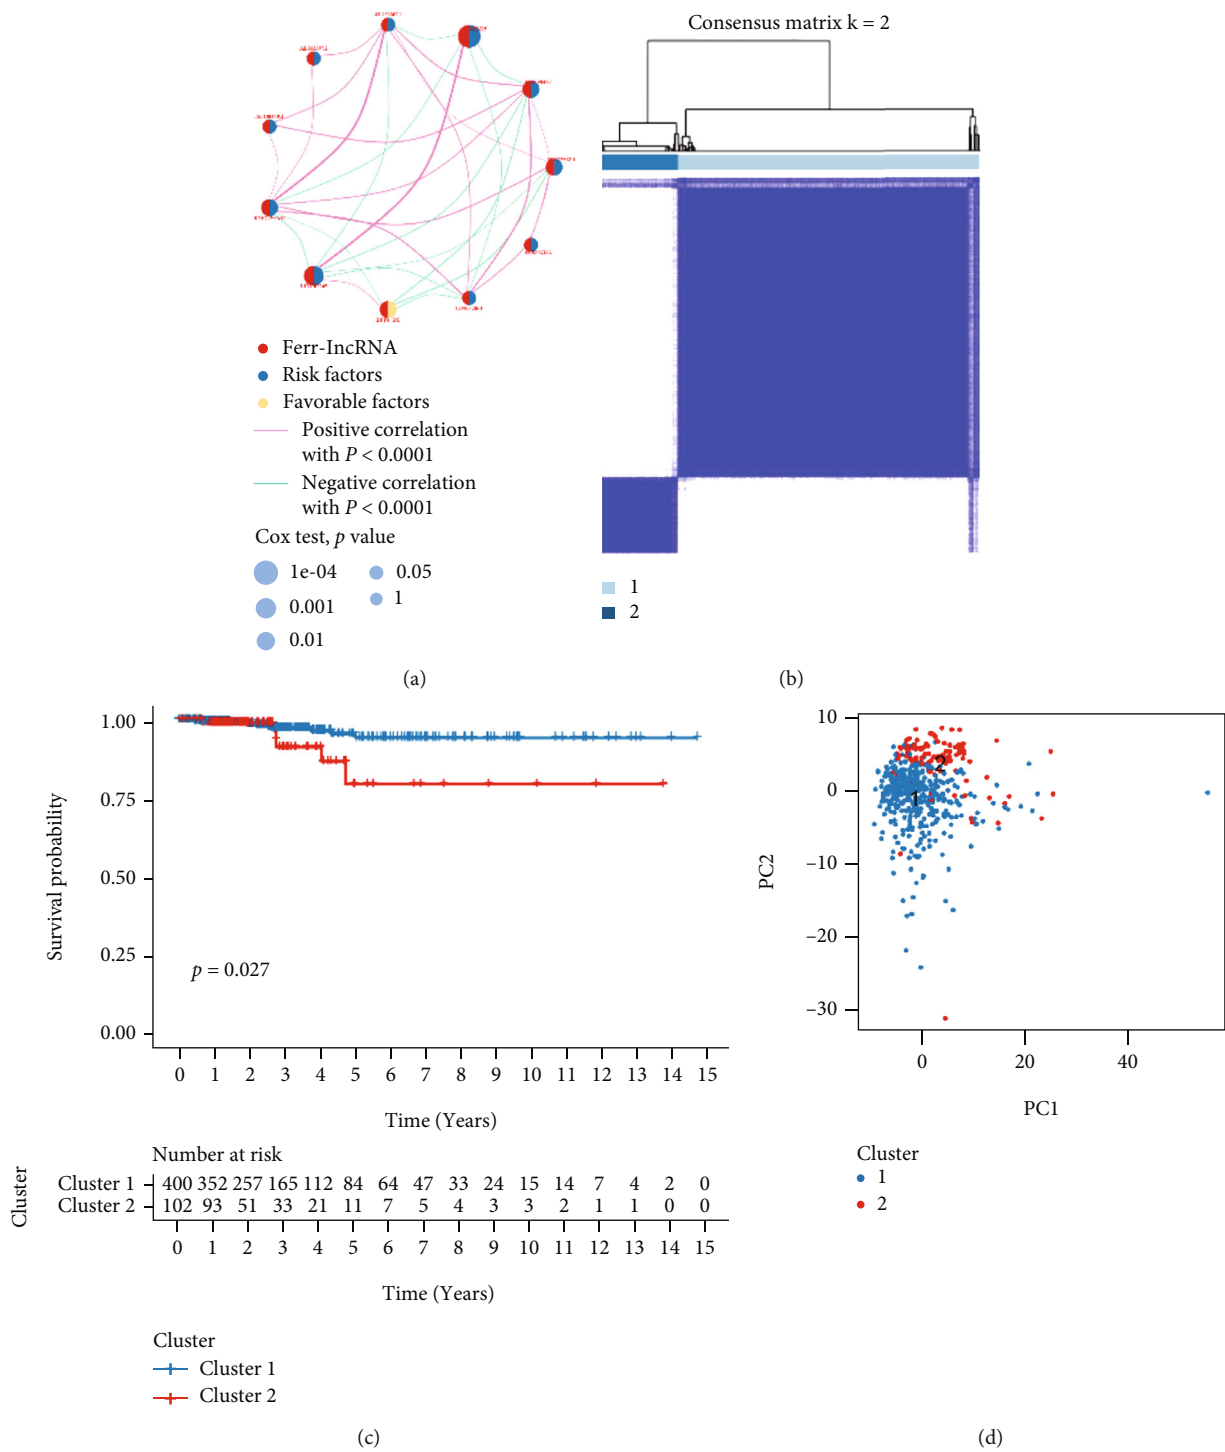 Consensus matrix k = 2
Ferr-IncRNA
Risk factors
Favorable factors
Positive correlation
with P < 0.0001
Negative correlation
with P < 0.0001
Cox test, p value
1e-04
0.05
0.001
1
0.01
1
2
(a)
(b)
Survival probability
1.00
0.75
0.50
0.25
0.00
p = 0.027
0 1 2 3 4 5 6 7 8 9 10 11 12 13 14 15
Time (Years)
PC2
10
0
−10
−20
−30
1
2
0 20 40
PC1
Cluster
1
2
Cluster
Number at risk
Cluster 1 400 352 257 165 112 84 64 47 33 24 15 14 7 4 2 0
Cluster 2 102 93 51 33 21 11 7 5 4 3 3 2 1 1 0 0
0 1 2 3 4 5 6 7 8 9 10 11 12 13 14 15
Time (Years)
Cluster
Cluster 1
Cluster 2
(c)
(d)